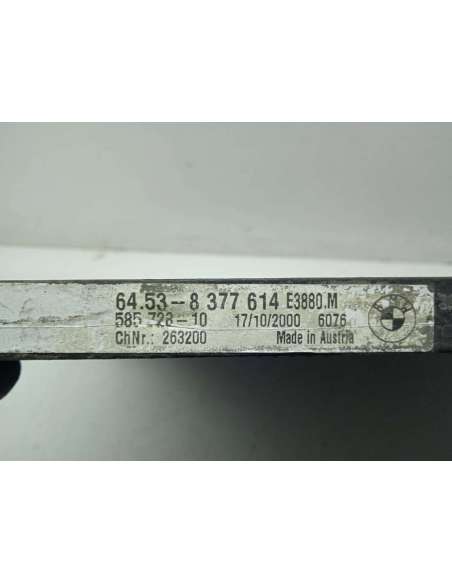 64.53-8 377 614 E3880.M
585 728-10 17/10/2000 6076
ChNr.: 263200 Made in Austria